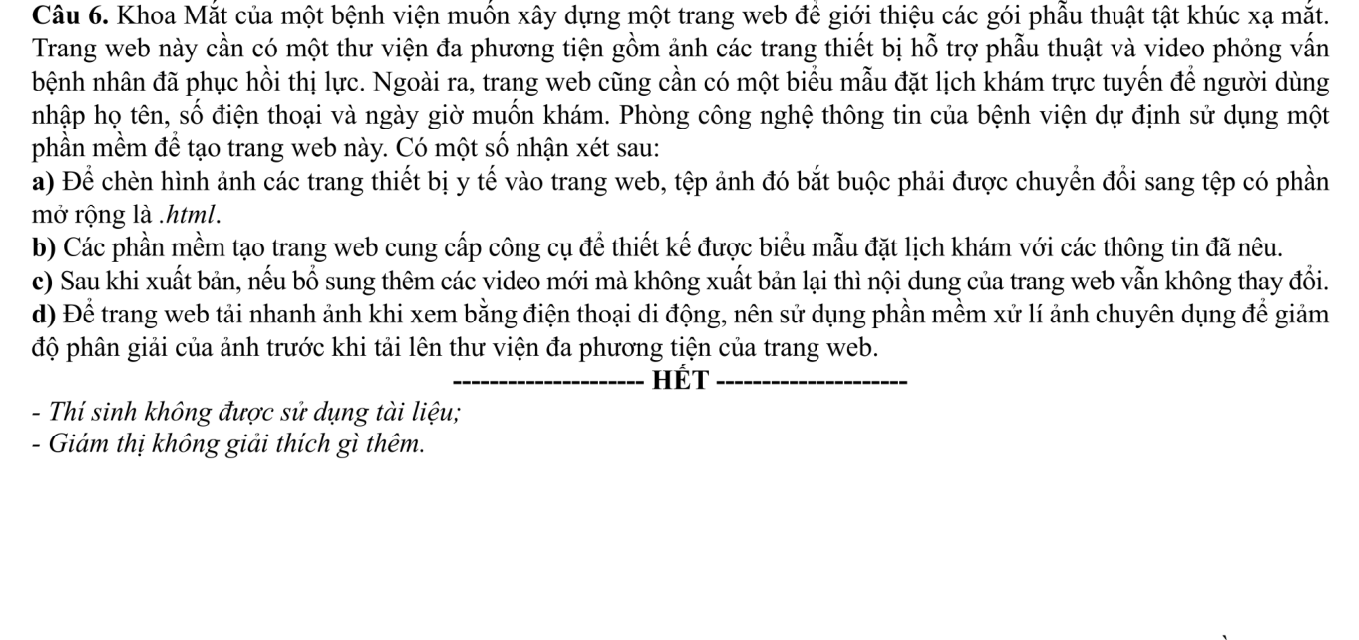 Câu 6. Khoa Mắt của một bệnh viện muốn xây dựng một trang web để giới thiệu các gói phẫu thuật tật khúc xạ mắt.
Trang web này cần có một thư viện đa phương tiện gồm ảnh các trang thiết bị hỗ trợ phẫu thuật và video phỏng vấn
bệnh nhân đã phục hồi thị lực. Ngoài ra, trang web cũng cần có một biểu mẫu đặt lịch khám trực tuyến để người dùng
nhập họ tên, số điện thoại và ngày giờ muốn khám. Phòng công nghệ thông tin của bệnh viện dự định sử dụng một
phần mềm để tạo trang web này. Có một số nhận xét sau:
a) Để chèn hình ảnh các trang thiết bị y tế vào trang web, tệp ảnh đó bắt buộc phải được chuyển đổi sang tệp có phần
mở rộng là .html.
b) Các phần mềm tạo trang web cung cấp công cụ để thiết kế được biểu mẫu đặt lịch khám với các thông tin đã nêu.
c) Sau khi xuất bản, nếu bổ sung thêm các video mới mà không xuất bản lại thì nội dung của trang web vẫn không thay đổi.
d) Để trang web tải nhanh ảnh khi xem bằng điện thoại di động, nên sử dụng phần mềm xử lí ảnh chuyên dụng để giảm
độ phân giải của ảnh trước khi tải lên thư viện đa phương tiện của trang web.
--------------------- HẾT ---------------------
- Thí sinh không được sử dụng tài liệu;
- Giám thị không giải thích gì thêm.